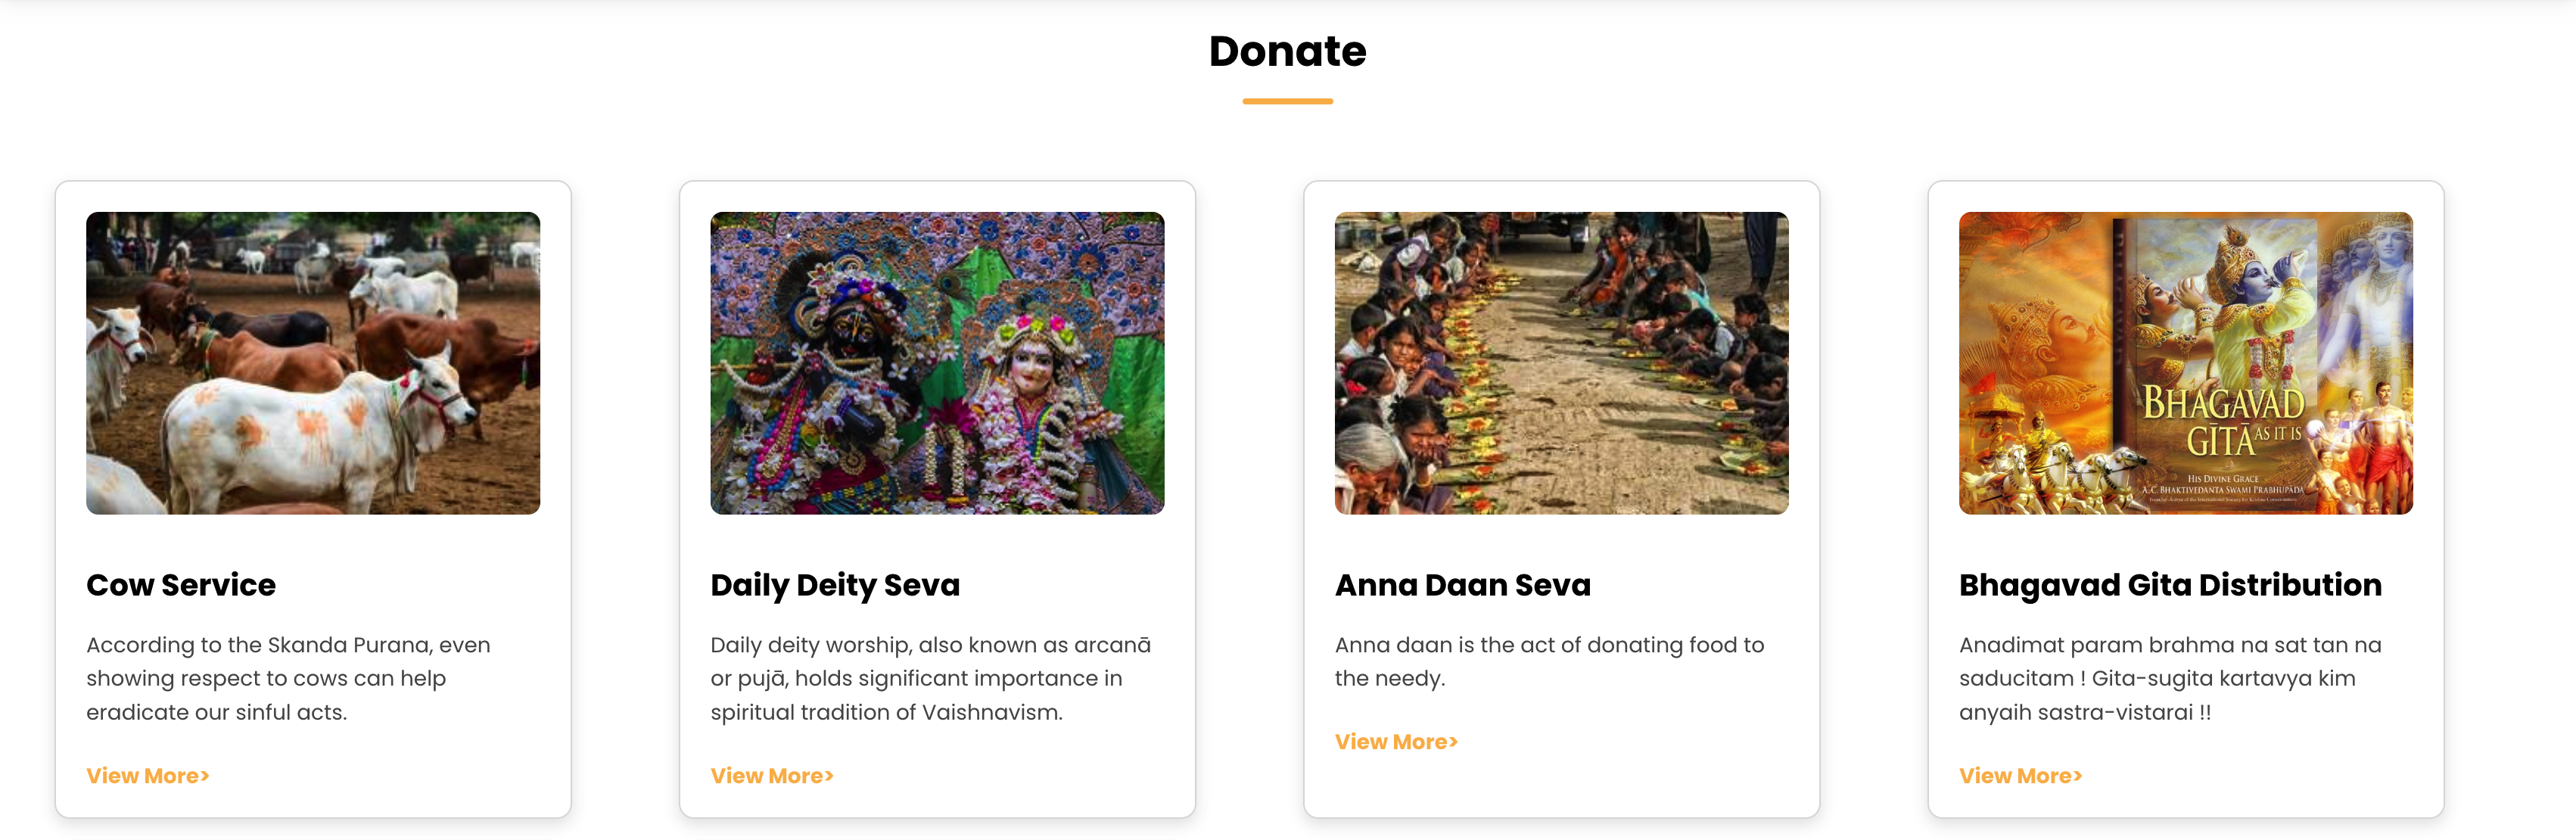 Donate
Cow Service
According to the Skanda Purana, even
showing respect to cows can help
eradicate our sinful acts.
View More>
Daily Deity Seva
Daily deity worship, also known as arcanā
or pujā, holds significant importance in
spiritual tradition of Vaishnavism.
View More>
Anna Daan Seva
Anna daan is the act of donating food to
the needy.
View More>
BHAGAVAD
GĪTĀ AS IT IS
HIS DIVINE GRACE
A.C. BHAKTIVEDANTA SWAMI PRABHUPĀDA
Bhagavad Gita Distribution
Anadimat param brahma na sat tan na
saducitam ! Gita-sugita kartavya kim
anyaih sastra-vistarai !!
View More>